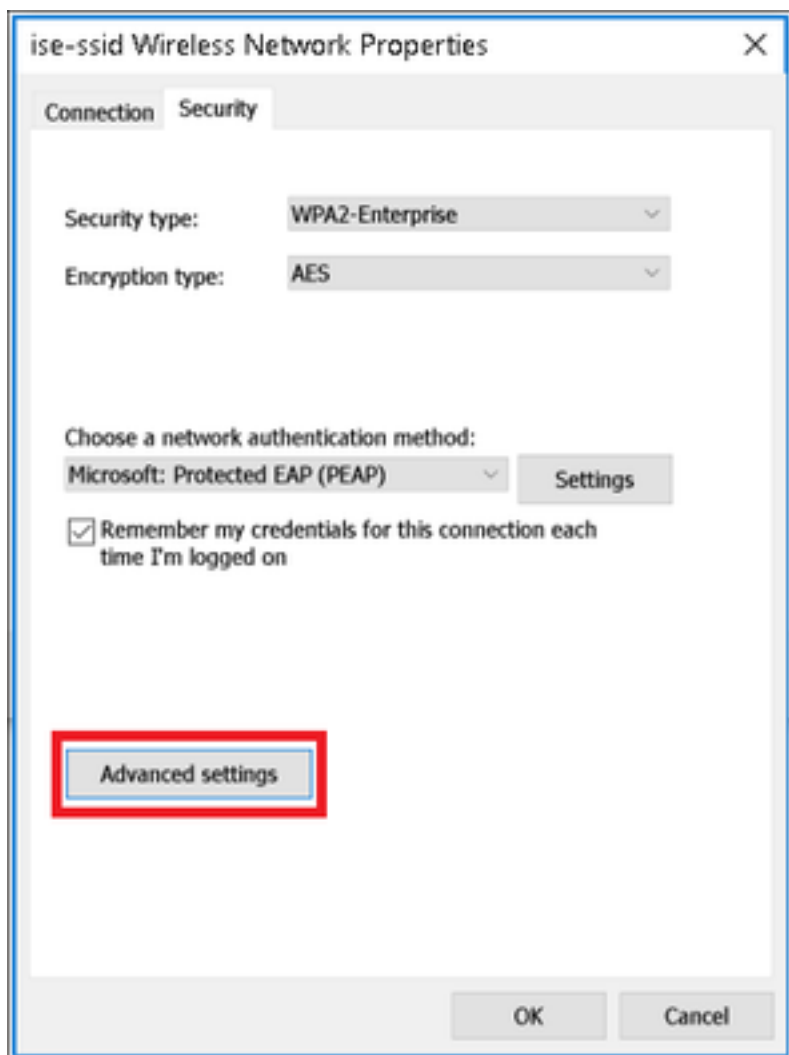 ise-ssid Wireless Network Properties
Connection
Security
Security type:
WPA2-Enterprise
Encryption type:
AES
Choose a network authentication method:
Microsoft: Protected EAP (PEAP)
Settings
Remember my credentials for this connection each
time I'm logged on
Advanced settings
OK
Cancel